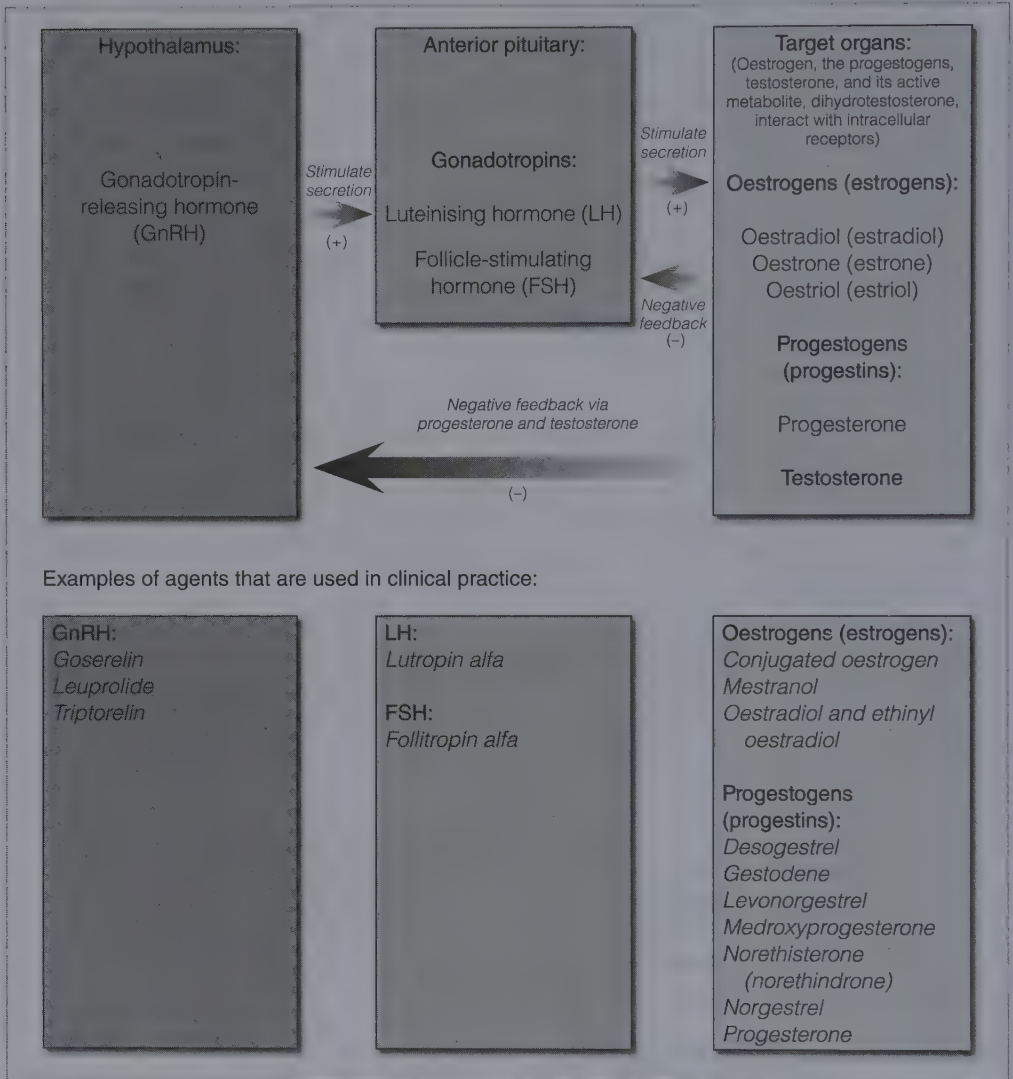 Hypothalamus:
Gonadotropin-
releasing hormone
(GnRH)
Stimulate
secretion
(+)
Anterior pituitary:
Gonadotropins:
Luteinising hormone (LH)
Follicle-stimulating
hormone (FSH)
Stimulate
secretion
(+)
Negative
feedback
(−)
Target organs:
(Oestrogen, the progestogens,
testosterone, and its active
metabolite, dihydrotestosterone,
interact with intracellular
receptors)
Oestrogens (estrogens):
Oestradiol (estradiol)
Oestrone (estrone)
Oestriol (estriol)
Progestogens
(progestins):
Progesterone
Testosterone
Negative feedback via
progesterone and testosterone
(−)
Examples of agents that are used in clinical practice:
GnRH:
Goserelin
Leuprolide
Triptorelin
LH:
Lutropin alfa
FSH:
Follitropin alfa
Oestrogens (estrogens):
Conjugated oestrogen
Mestranol
Oestradiol and ethinyl
oestradiol
Progestogens
(progestins):
Desogestrel
Gestodene
Levonorgestrel
Medroxyprogesterone
Norethisterone
(norethindrone)
Norgestrel
Progesterone